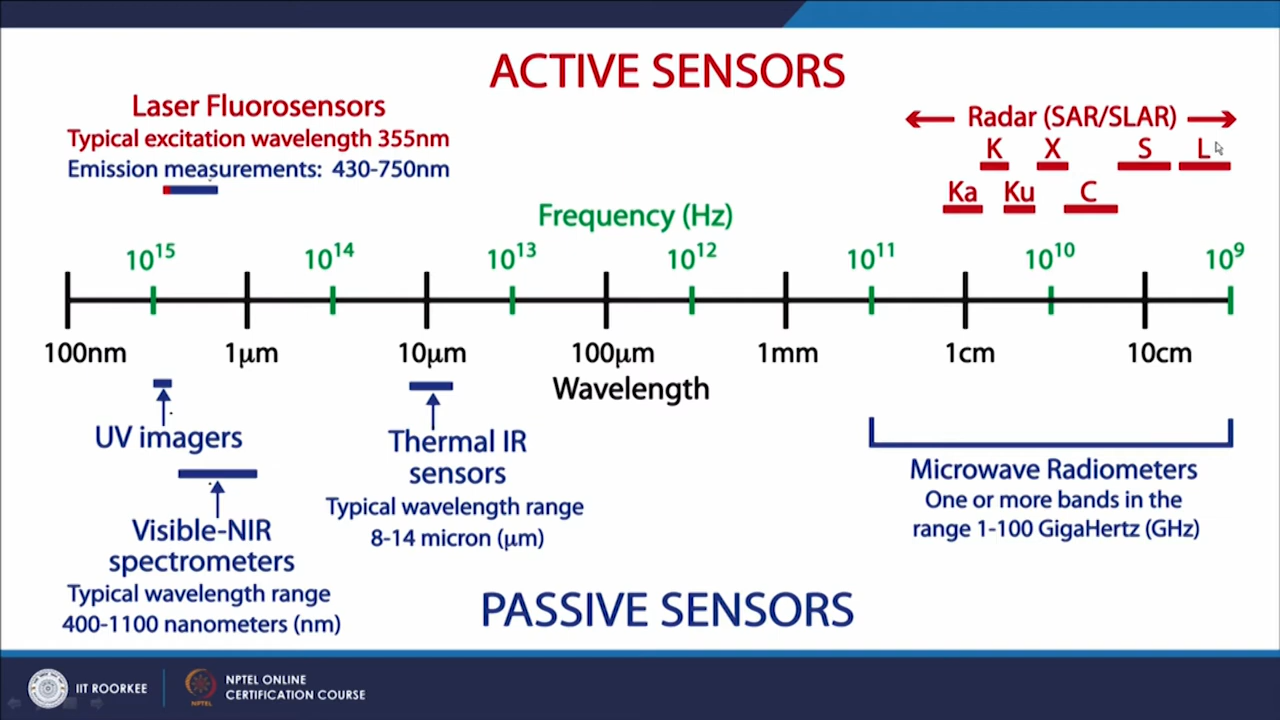 ACTIVE SENSORS
Laser Fluorosensors
Typical excitation wavelength 355nm
Emission measurements: 430-750nm
Radar (SAR/SLAR)
K X S L
Ka Ku C
Frequency (Hz)
10¹⁵ 10¹⁴ 10¹³ 10¹² 10¹¹ 10¹⁰ 10⁹
100nm 1μm 10μm 100μm 1mm 1cm 10cm
Wavelength
UV imagers
Visible-NIR
spectrometers
Typical wavelength range
400-1100 nanometers (nm)
Thermal IR
sensors
Typical wavelength range
8-14 micron (μm)
Microwave Radiometers
One or more bands in the
range 1-100 GigaHertz (GHz)
PASSIVE SENSORS
IIT ROORKEE
NPTEL
NPTEL ONLINE
CERTIFICATION COURSE